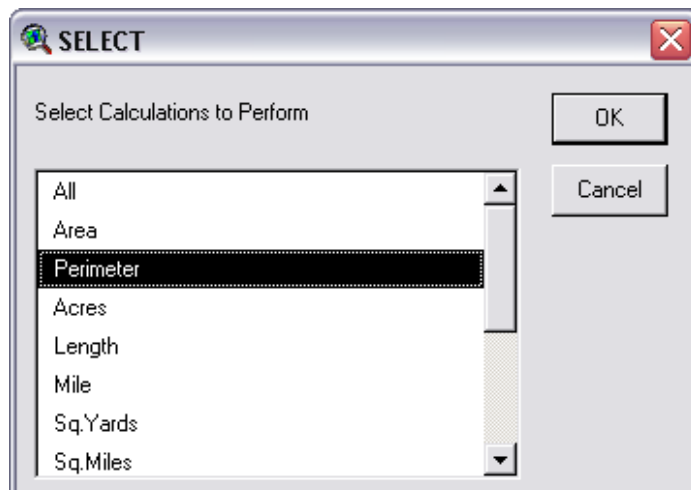 SELECT
Select Calculations to Perform
OK
Cancel
All
Area
Perimeter
Acres
Length
Mile
Sq.Yards
Sq.Miles